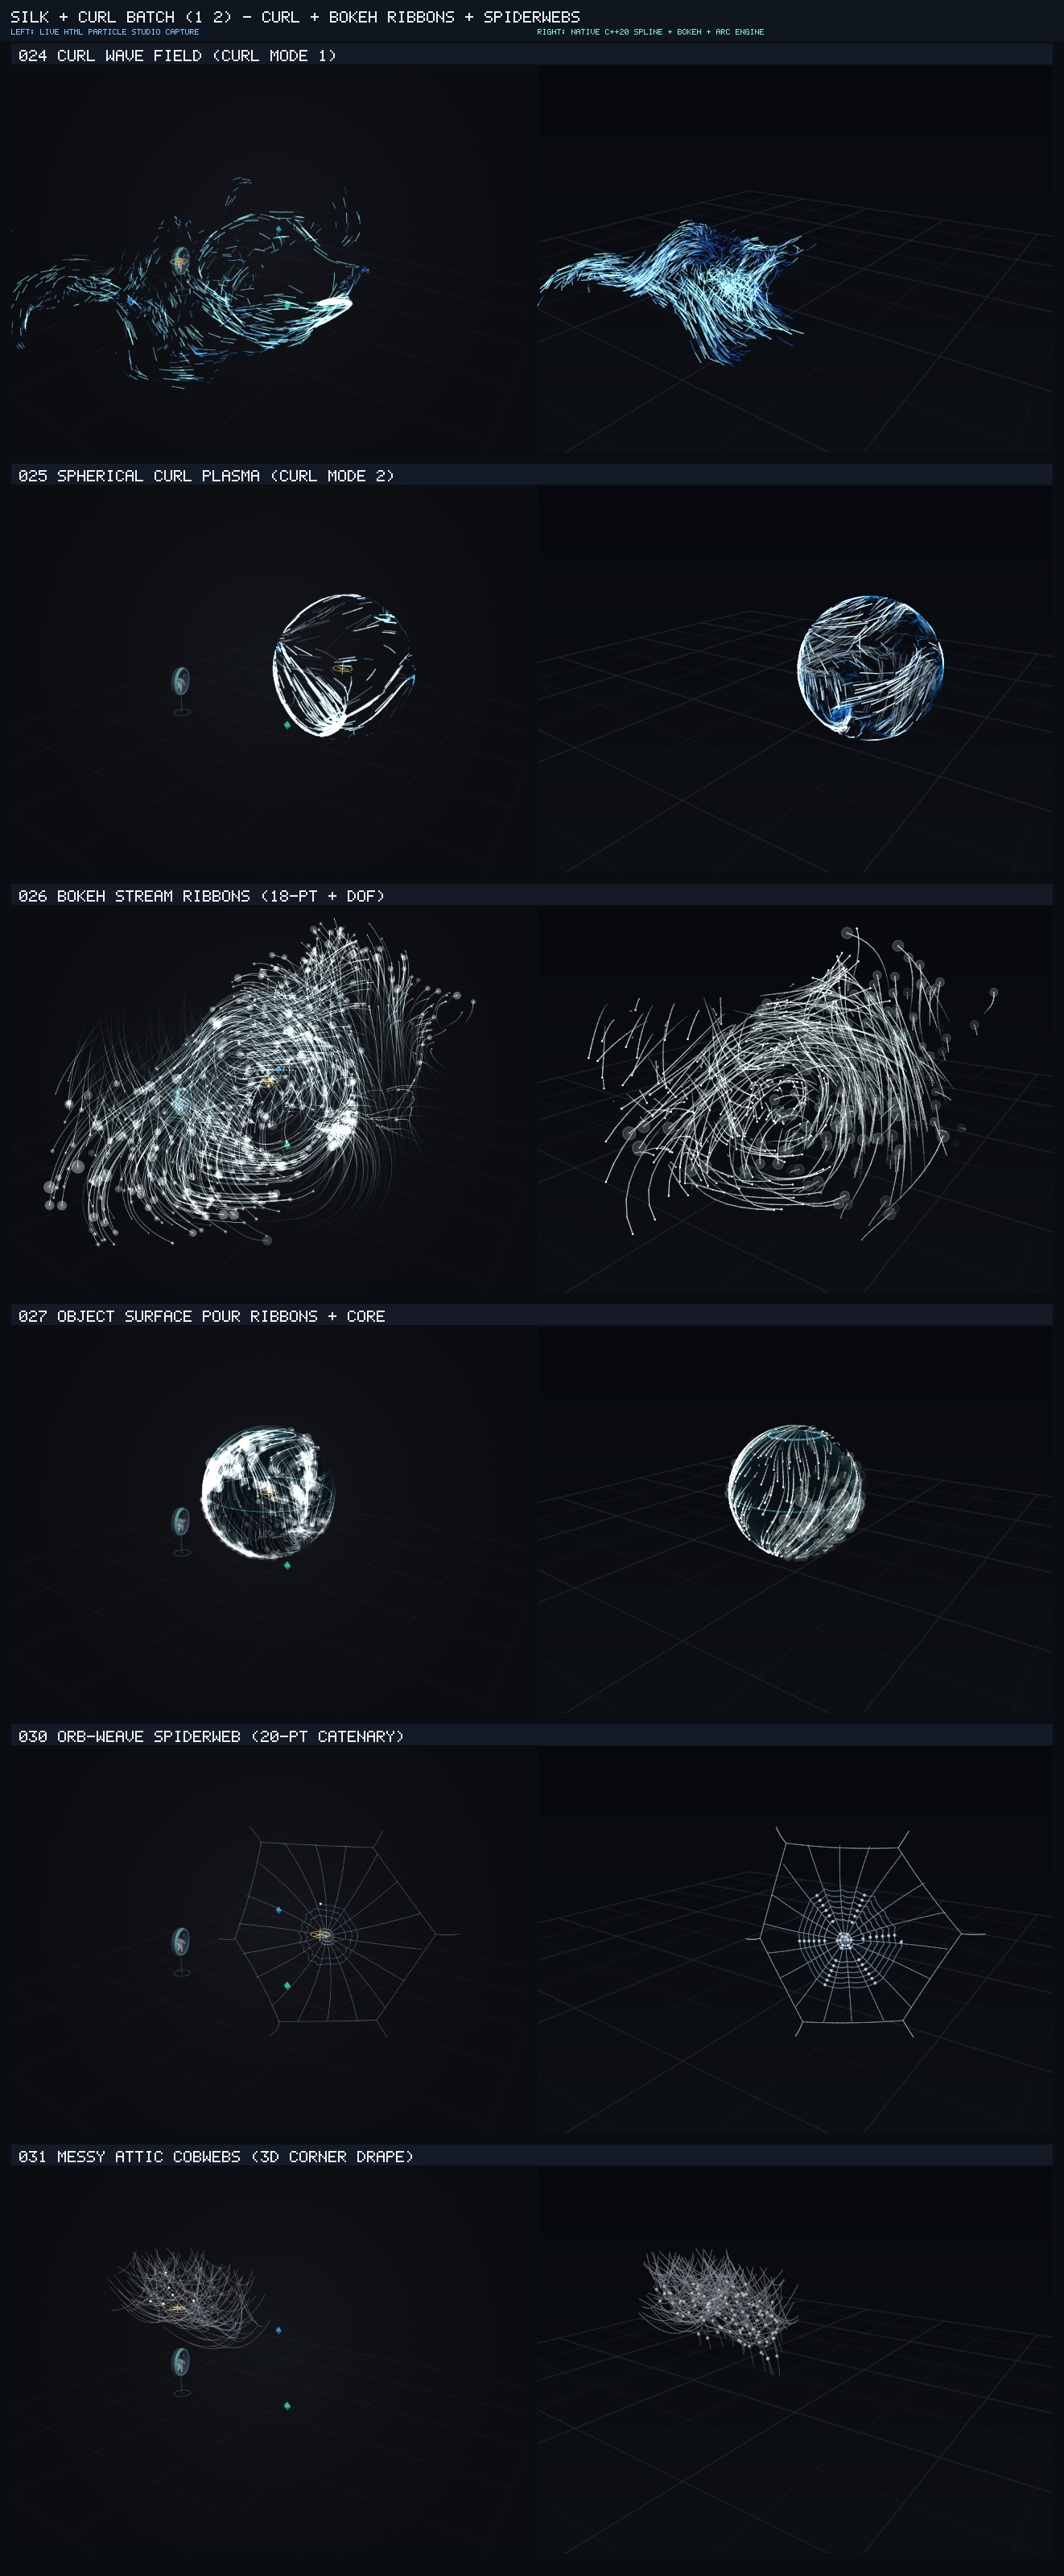 SILK + CURL BATCH (1 2) - CURL + BOKEH RIBBONS + SPIDERWEBS
LEFT: LIVE HTML PARTICLE STUDIO CAPTURE
RIGHT: NATIVE C++20 SPLINE + BOKEH + ARC ENGINE
024 CURL WAVE FIELD (CURL MODE 1)
025 SPHERICAL CURL PLASMA (CURL MODE 2)
026 BOKEH STREAM RIBBONS (18-PT + DOF)
027 OBJECT SURFACE POUR RIBBONS + CORE
030 ORB-WEAVE SPIDERWEB (20-PT CATENARY)
031 MESSY ATTIC COBWEBS (3D CORNER DRAPE)